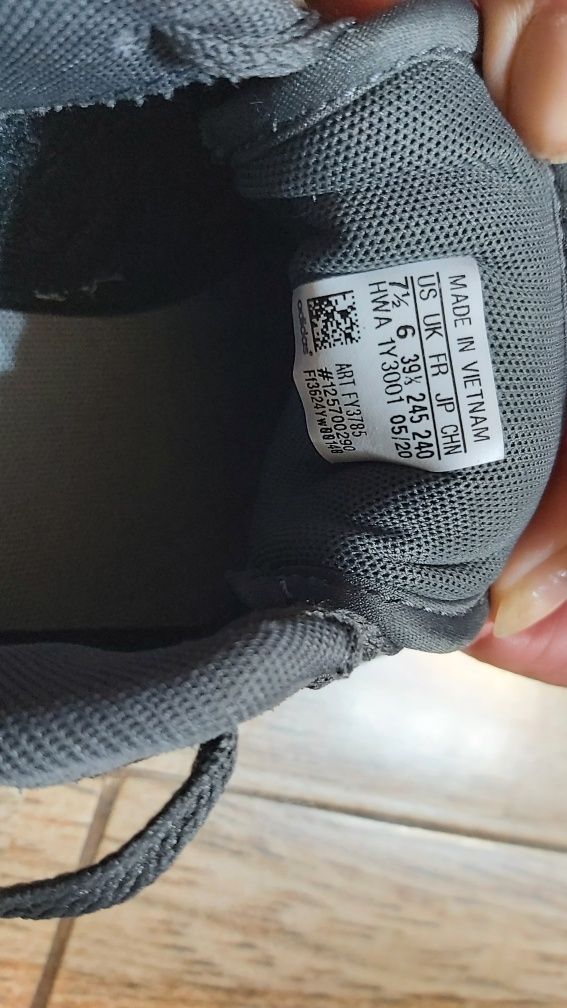 MADE IN VIETNAM
US UK FR JP CHN
7½ 6 39⅓ 245 240
HWA 1Y3001 05/20
ART FY3785
#125700290
adidas